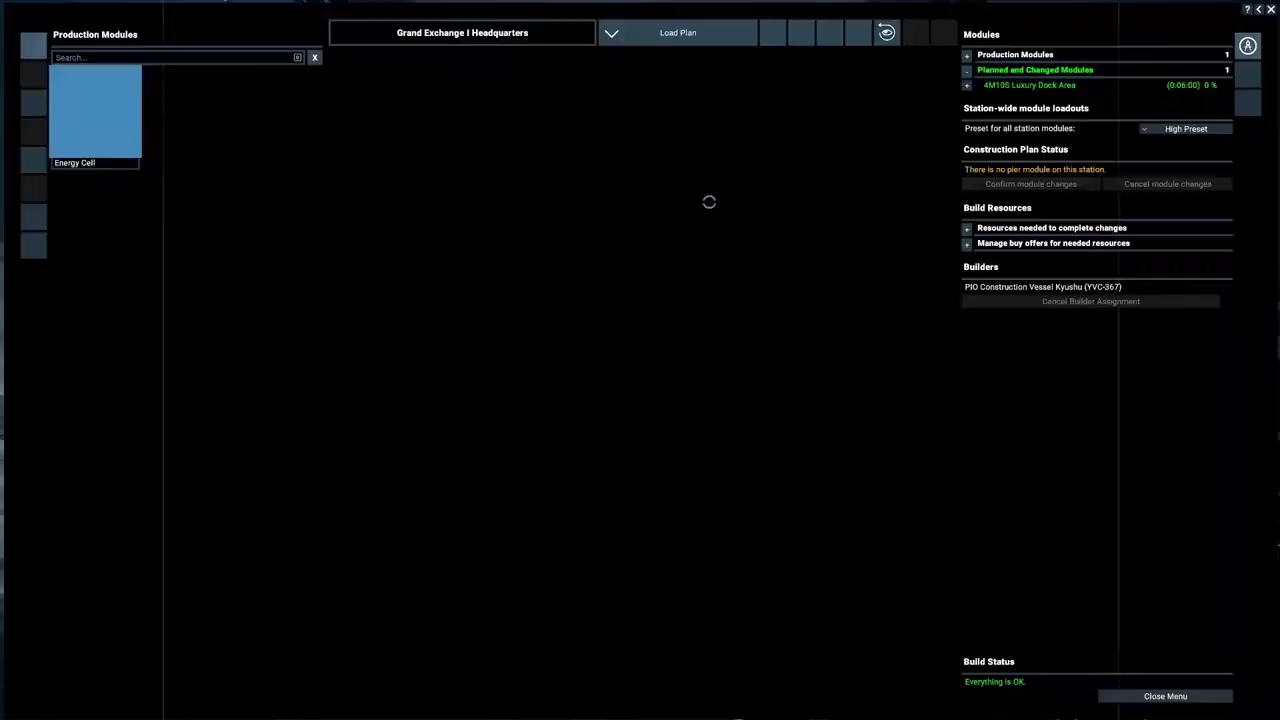 Production Modules
Search...
X
Energy Cell
Grand Exchange I Headquarters
Load Plan
?
Modules
+ Production Modules 1
- Planned and Changed Modules 1
+ 4M10S Luxury Dock Area (0:06:00) 0 %
Station-wide module loadouts
Preset for all station modules: High Preset
Construction Plan Status
There is no pier module on this station.
Confirm module changes Cancel module changes
Build Resources
+ Resources needed to complete changes
+ Manage buy offers for needed resources
Builders
PIO Construction Vessel Kyushu (YVC-367)
Cancel Builder Assignment
Build Status
Everything is OK.
Close Menu